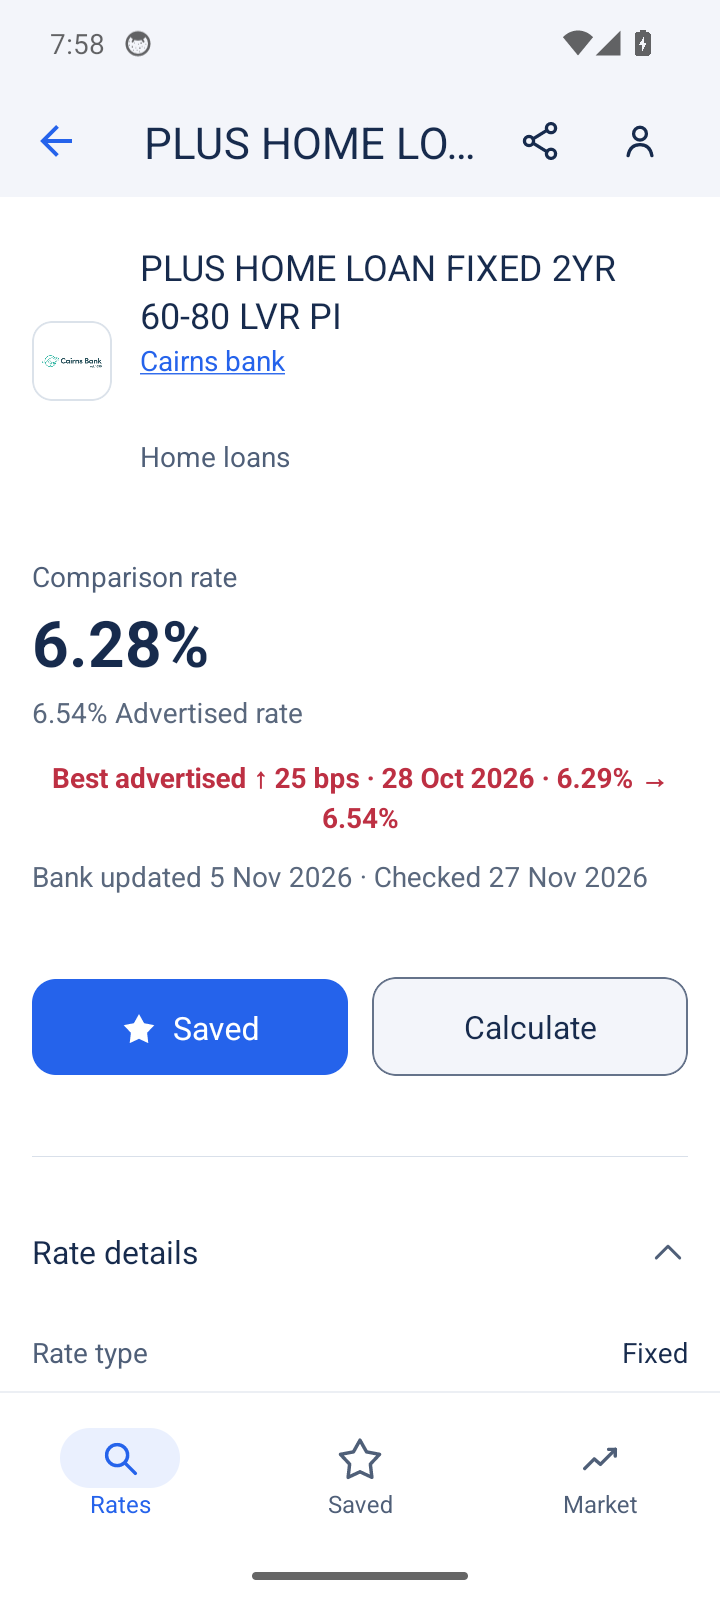 7:58
PLUS HOME LO...
PLUS HOME LOAN FIXED 2YR
60-80 LVR PI
Cairns Bank
Cairns bank
Home loans
Comparison rate
6.28%
6.54% Advertised rate
Best advertised ↑ 25 bps · 28 Oct 2026 · 6.29% →
6.54%
Bank updated 5 Nov 2026 · Checked 27 Nov 2026
Saved
Calculate
Rate details
Rate type
Fixed
Rates
Saved
Market